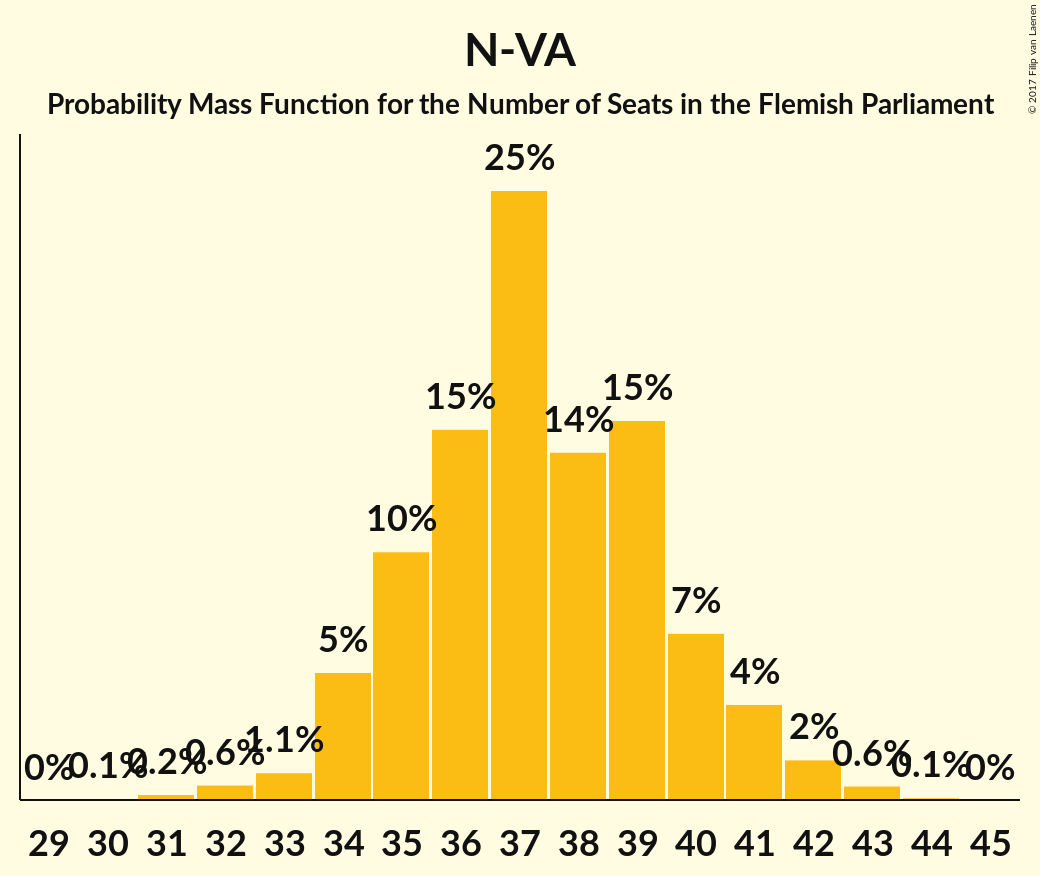 N-VA
Probability Mass Function for the Number of Seats in the Flemish Parliament
© 2017 Filip van Laenen
0% 0.1% 0.2% 0.6% 1.1% 5% 10% 15% 25% 14% 15% 7% 4% 2% 0.6% 0.1% 0%
29 30 31 32 33 34 35 36 37 38 39 40 41 42 43 44 45